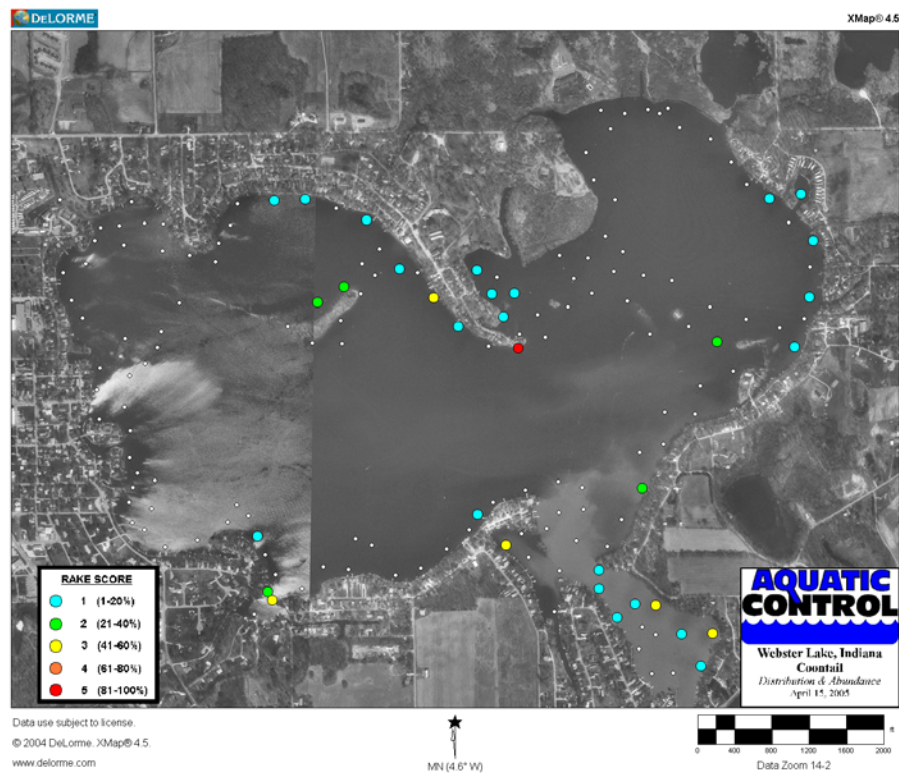 DELORME
XMap® 4.5
RAKE SCORE
1 (1-20%)
2 (21-40%)
3 (41-60%)
4 (61-80%)
5 (81-100%)
AQUATIC
CONTROL
Webster Lake, Indiana
Coontail
Distribution & Abundance
April 15, 2005
Data use subject to license.
© 2004 DeLorme. XMap® 4.5.
www.delorme.com
MN (4.6° W)
ft
0 400 800 1200 1600 2000
Data Zoom 14-2